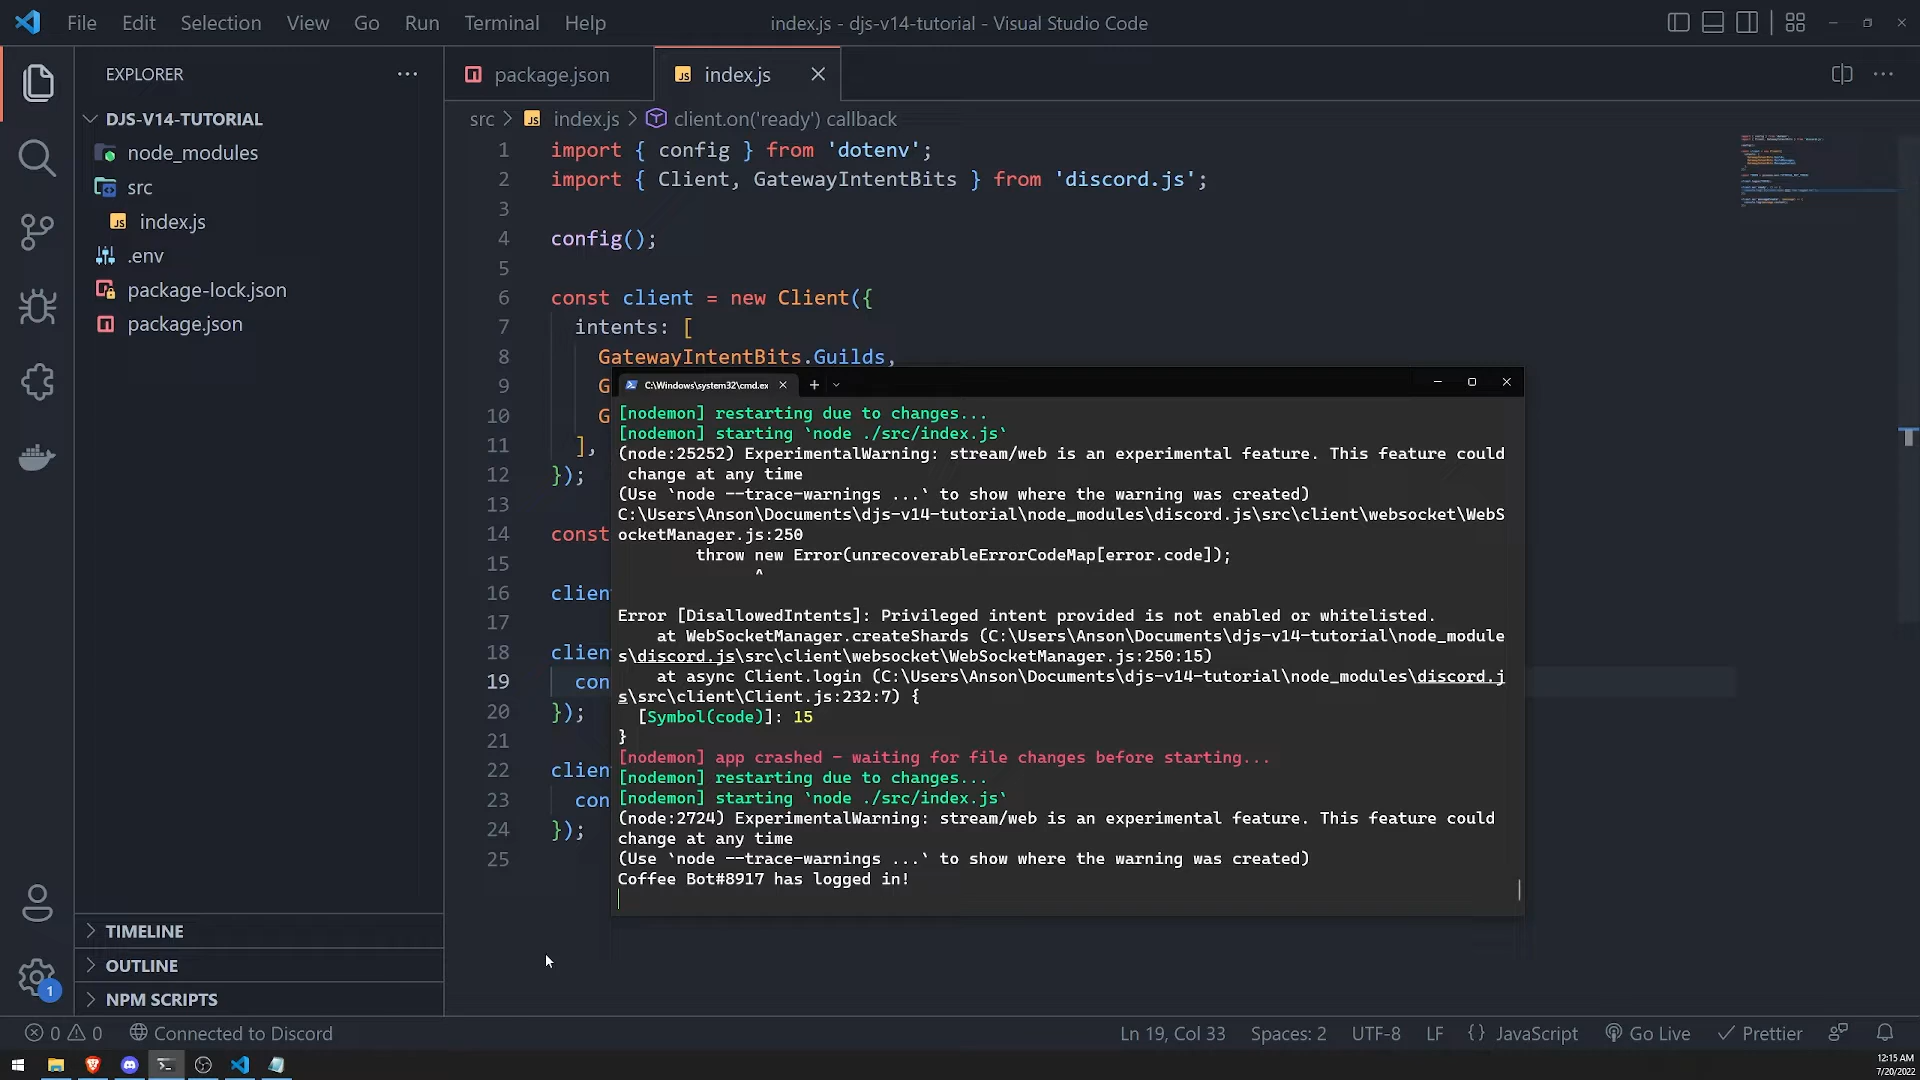 File Edit Selection View Go Run Terminal Help
index.js - djs-v14-tutorial - Visual Studio Code
EXPLORER
DJS-V14-TUTORIAL
node_modules
src
index.js
.env
package-lock.json
package.json
TIMELINE
OUTLINE
NPM SCRIPTS
1
package.json
index.js
src > index.js > client.on('ready') callback
1 import { config } from 'dotenv';
2 import { Client, GatewayIntentBits } from 'discord.js';
3
4 config();
5
6 const client = new Client({
7 intents: [
8 GatewayIntentBits.Guilds,
9 G
10 G
11 ],
12 });
13
14 const
15
16 clien
17
18 clien
19 con
20 });
21
22 clien
23 con
24 });
25
C:\Windows\system32\cmd.ex
[nodemon] restarting due to changes...
[nodemon] starting `node ./src/index.js`
(node:25252) ExperimentalWarning: stream/web is an experimental feature. This feature could
change at any time
(Use `node --trace-warnings ...` to show where the warning was created)
C:\Users\Anson\Documents\djs-v14-tutorial\node_modules\discord.js\src\client\websocket\WebS
ocketManager.js:250
throw new Error(unrecoverableErrorCodeMap[error.code]);
^
Error [DisallowedIntents]: Privileged intent provided is not enabled or whitelisted.
at WebSocketManager.createShards (C:\Users\Anson\Documents\djs-v14-tutorial\node_module
s\discord.js\src\client\websocket\WebSocketManager.js:250:15)
at async Client.login (C:\Users\Anson\Documents\djs-v14-tutorial\node_modules\discord.j
s\src\client\Client.js:232:7) {
[Symbol(code)]: 15
}
[nodemon] app crashed - waiting for file changes before starting...
[nodemon] restarting due to changes...
[nodemon] starting `node ./src/index.js`
(node:2724) ExperimentalWarning: stream/web is an experimental feature. This feature could
change at any time
(Use `node --trace-warnings ...` to show where the warning was created)
Coffee Bot#8917 has logged in!
0 0 Connected to Discord
Ln 19, Col 33 Spaces: 2 UTF-8 LF {} JavaScript Go Live Prettier
12:15 AM
7/20/2022